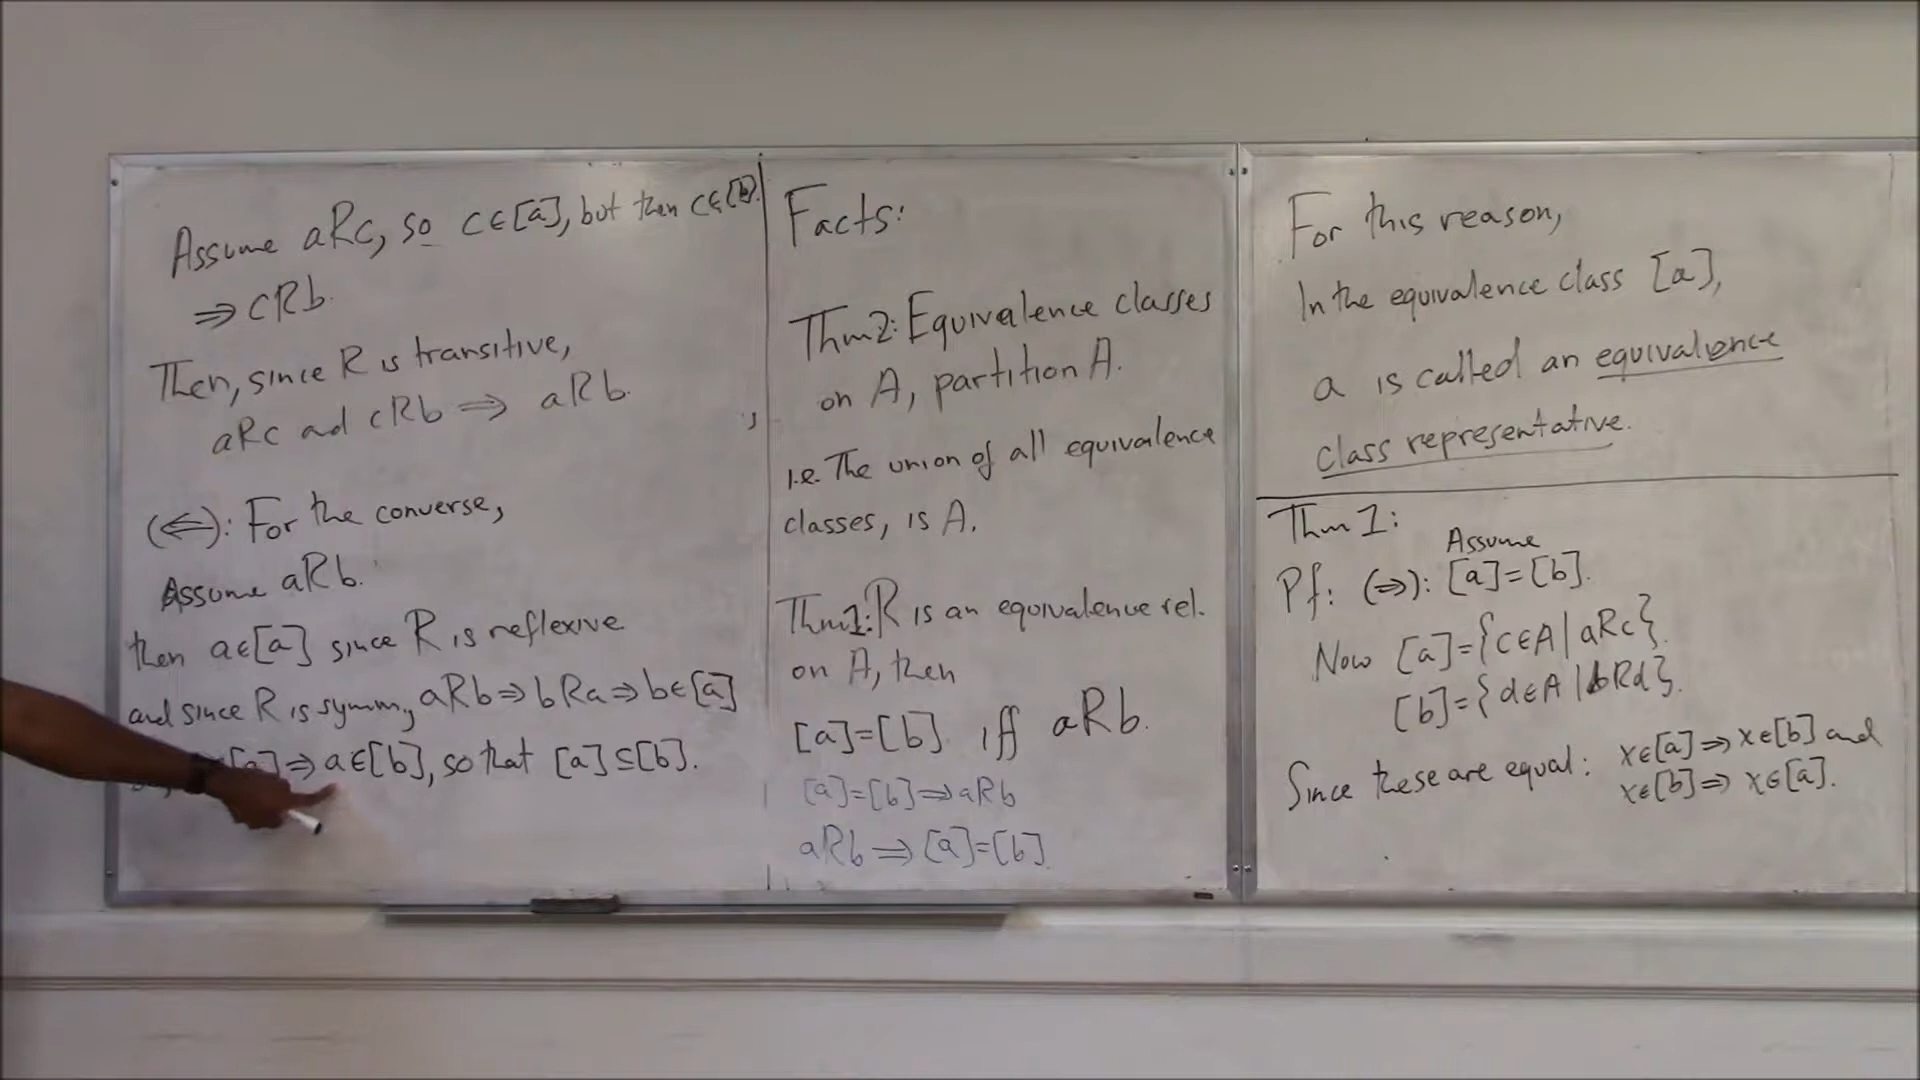 Assume aRc, so c∈[a], but then c∈[b].
⇒ cRb.
Then, since R is transitive,
aRc ad cRb ⇒ aRb.
(⇐): For the converse,
Assume aRb.
then a∈[a] since R is reflexive
and since R is symm, aRb ⇒ bRa ⇒ b∈[a]
[a] ⇒ a∈[b], so that [a]⊆[b].
Facts:
Thm2: Equivalence classes
on A, partition A.
i.e. The union of all equivalence
classes, is A.
Thm1: R is an equivalence rel.
on A, then
[a]=[b] iff aRb.
[a]=[b] ⇒ aRb
aRb ⇒ [a]=[b].
For this reason,
In the equivalence class [a],
a is called an equivalence
class representative.
Thm 1:
Assume
Pf: (⇒): [a]=[b].
Now [a]={c∈A | aRc}.
[b]={d∈A | bRd}.
Since these are equal: x∈[a] ⇒ x∈[b] and
x∈[b] ⇒ x∈[a].